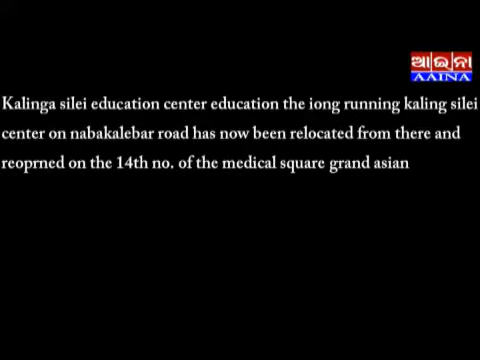 ଆଇନା
AAINA
Kalinga silei education center education the iong running kaling silei
center on nabakalebar road has now been relocated from there and
reoprned on the 14th no. of the medical square grand asian